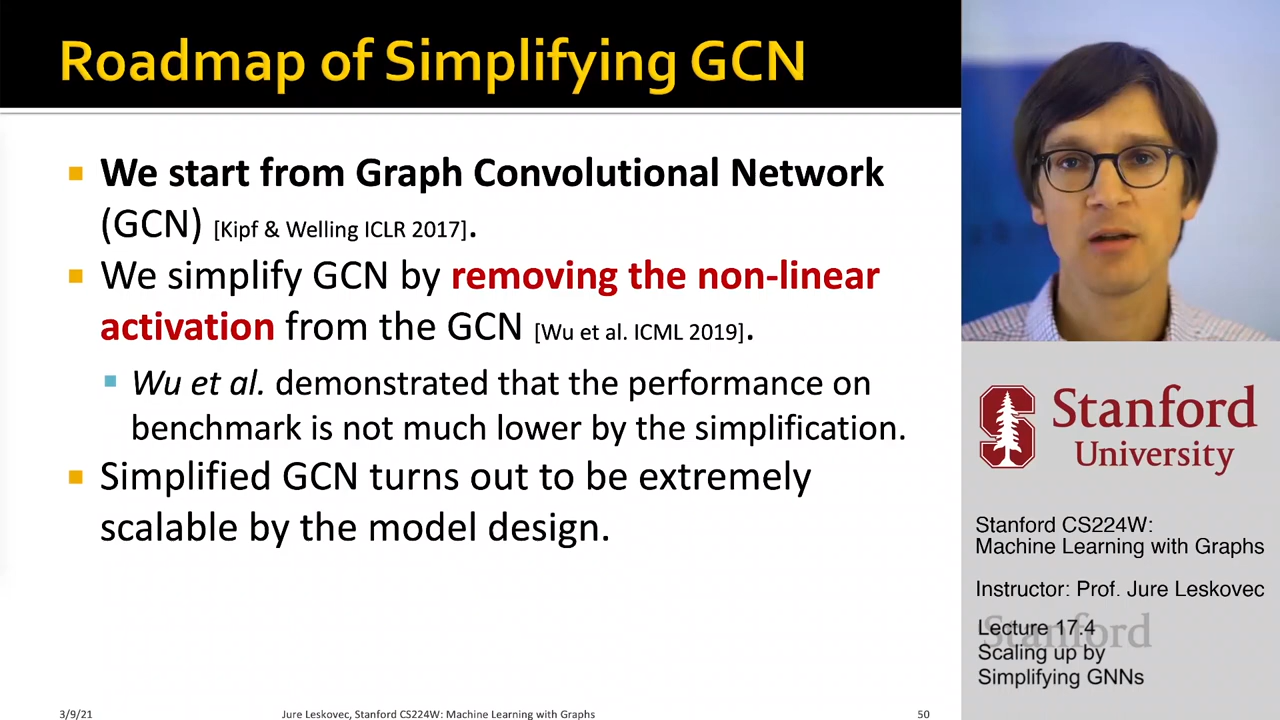 Roadmap of Simplifying GCN
We start from Graph Convolutional Network
(GCN) [Kipf & Welling ICLR 2017].
We simplify GCN by removing the non-linear
activation from the GCN [Wu et al. ICML 2019].
Wu et al. demonstrated that the performance on
benchmark is not much lower by the simplification.
Simplified GCN turns out to be extremely
scalable by the model design.
3/9/21
Jure Leskovec, Stanford CS224W: Machine Learning with Graphs
50
Stanford
University
Stanford CS224W:
Machine Learning with Graphs
Instructor: Prof. Jure Leskovec
Stanford
Lecture 17.4
Scaling up by
Simplifying GNNs